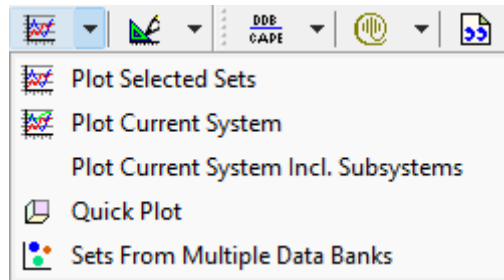 DDB
CAPE
Plot Selected Sets
Plot Current System
Plot Current System Incl. Subsystems
Quick Plot
Sets From Multiple Data Banks